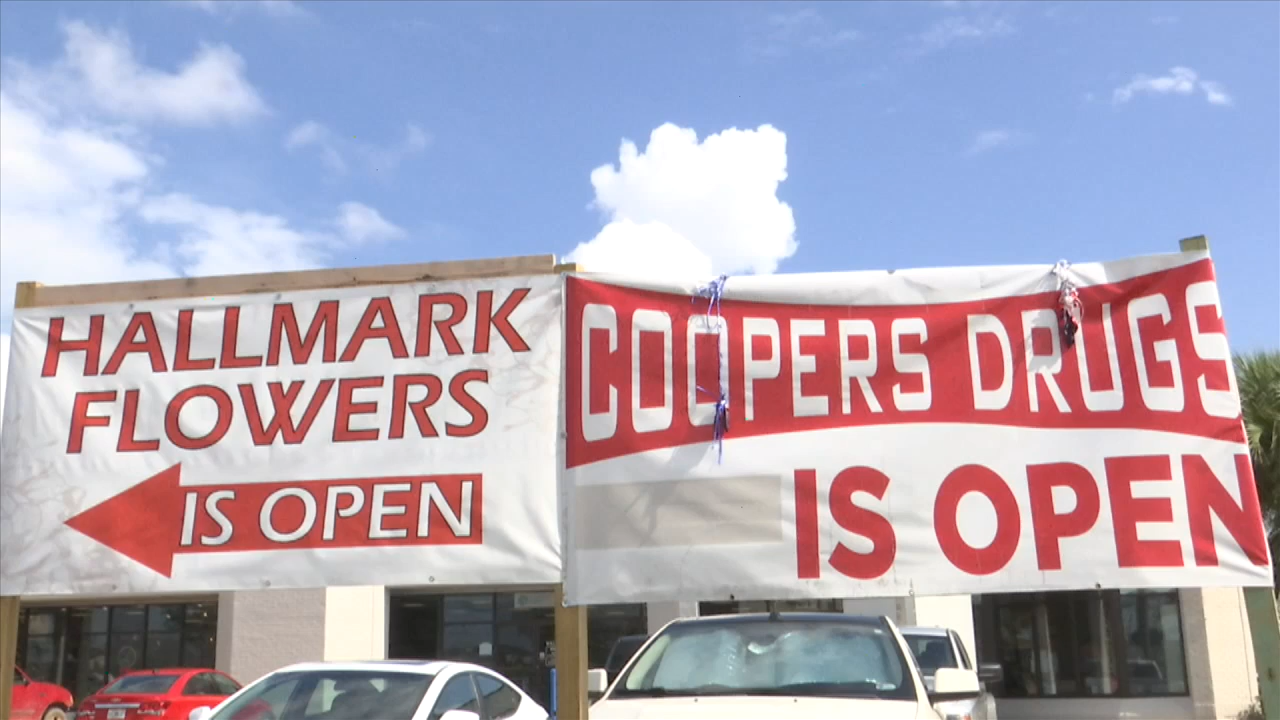 HALLMARK
FLOWERS
IS OPEN
COOPERS DRUGS
IS OPEN